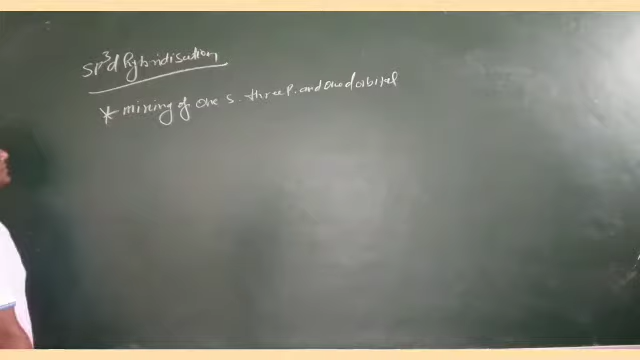 sp³d hybridisation
* mixing of one s. three p. and one d orbital